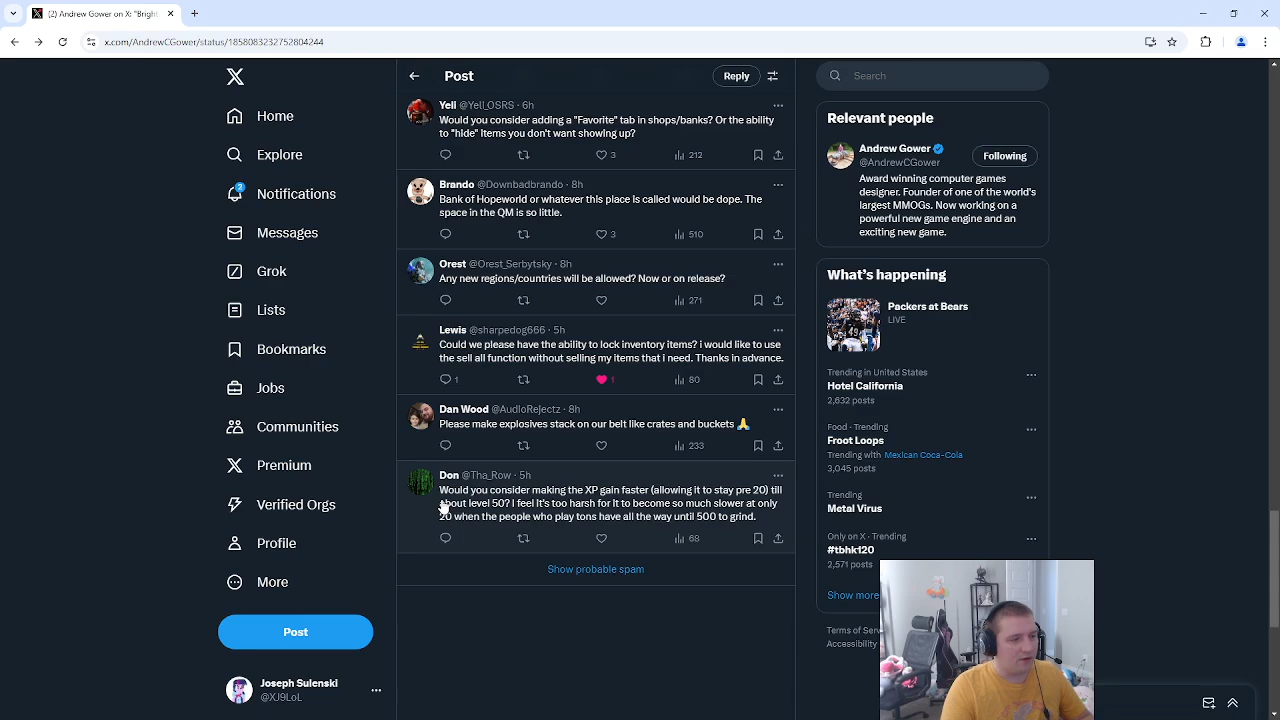 (2) Andrew Gower on X: "Bright
x.com/AndrewCGower/status/1858083232752804244
Home
Explore
2
Notifications
Messages
Grok
Lists
Bookmarks
Jobs
Communities
Premium
Verified Orgs
Profile
More
Post
Joseph Sulenski
@XJ9LoL
Post
Reply
Yell @Yell_OSRS · 6h
Would you consider adding a "Favorite" tab in shops/banks? Or the ability
to "hide" Items you don't want showing up?
3
212
Brando @Downbadbrando · 8h
Bank of Hopeworld or whatever this place is called would be dope. The
space in the QM is so little.
3
510
Orest @Orest_Serbytsky · 8h
Any new regions/countries will be allowed? Now or on release?
271
Lewis @sharpedog666 · 5h
Could we please have the ability to lock inventory items? i would like to use
the sell all function without selling my items that i need. Thanks in advance.
1
1
80
Dan Wood @AudIoRejectz · 8h
Please make explosives stack on our belt like crates and buckets 🙏
233
Don @Tha_Row · 5h
Would you consider making the XP gain faster (allowing it to stay pre 20) till
about level 50? I feel it's too harsh for it to become so much slower at only
20 when the people who play tons have all the way until 500 to grind.
68
Show probable spam
Search
Relevant people
Andrew Gower
@AndrewCGower
Following
Award winning computer games
designer. Founder of one of the world's
largest MMOGs. Now working on a
powerful new game engine and an
exciting new game.
What's happening
Packers at Bears
LIVE
Trending in United States
Hotel California
2,632 posts
Food · Trending
Froot Loops
Trending with Mexican Coca-Cola
3,045 posts
Trending
Metal Virus
Only on X · Trending
#tbhk120
2,571 posts
Show more
Terms of Serv
Accessibility